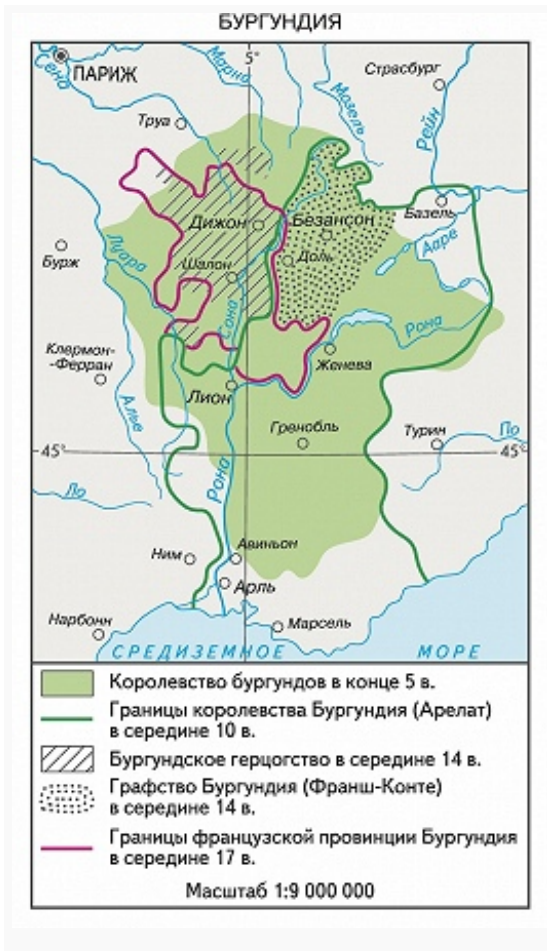 БУРГУНДИЯ
5°
Сена
ПАРИЖ
Марна
Страсбург
Мозель
Труа
Рейн
Дижон
Безансон
Базель
Ааре
Бурж
Луара
Шалон
Доль
Сона
Рона
Клермон-
-Ферран
Женева
Лион
Алье
Гренобль
Турин
По
45°
45°
Ло
Рона
Ним
Авиньон
Арль
Нарбонн
Марсель
СРЕДИЗЕМНОЕ МОРЕ
Королевство бургундов в конце 5 в.
Границы королевства Бургундия (Арелат)
в середине 10 в.
Бургундское герцогство в середине 14 в.
Графство Бургундия (Франш-Конте)
в середине 14 в.
Границы французской провинции Бургундия
в середине 17 в.
Масштаб 1:9 000 000